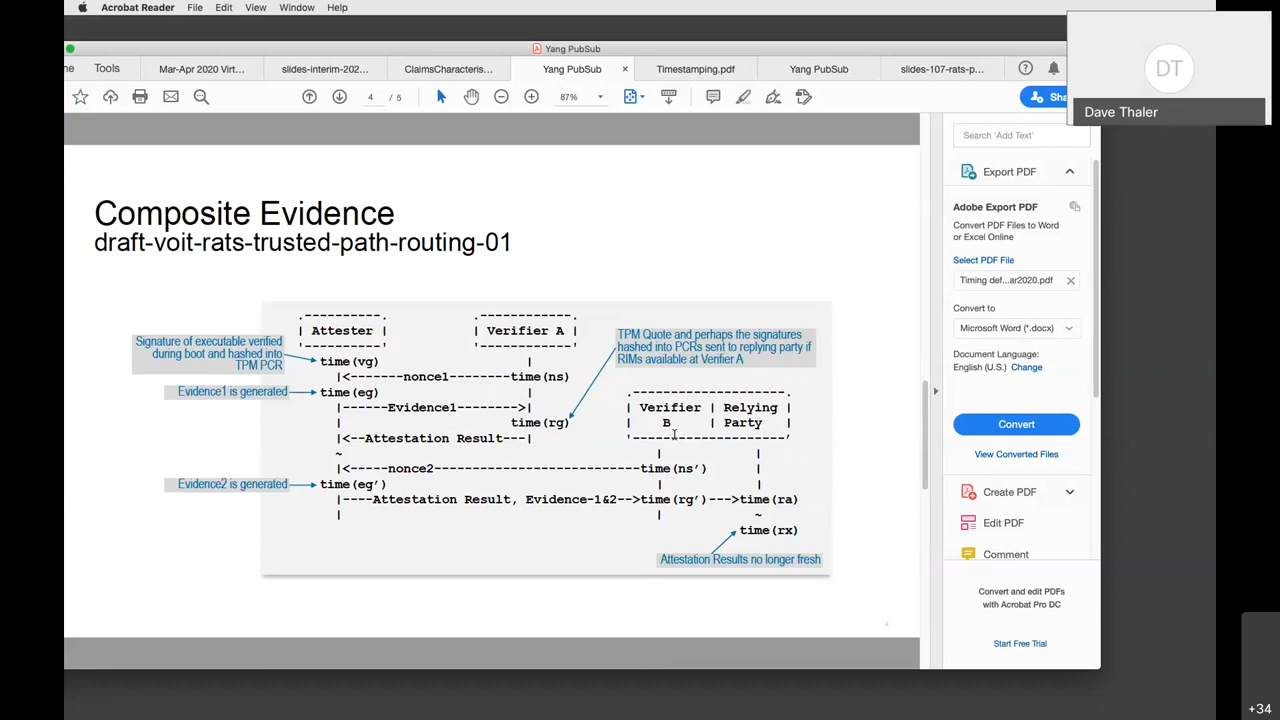 Acrobat Reader File Edit View Window Help
Yang PubSub
me Tools Mar-Apr 2020 Virt... slides-interim-202... ClaimsCharacteris... Yang PubSub × Timestamping.pdf Yang PubSub slides-107-rats-p...
4 / 5 87% Sha
DT
Dave Thaler
Search 'Add Text'
Export PDF
Adobe Export PDF
Convert PDF Files to Word
or Excel Online
Select PDF File
Timing def...ar2020.pdf
Convert to
Microsoft Word (*.docx)
Document Language:
English (U.S.) Change
Convert
View Converted Files
Create PDF
Edit PDF
Comment
Convert and edit PDFs
with Acrobat Pro DC
Start Free Trial
+34
Composite Evidence
draft-voit-rats-trusted-path-routing-01
.----------. .-----------.
| Attester | | Verifier A |
'----------' '-----------'
Signature of executable verified
during boot and hashed into
TPM PCR
time(vg) |
|<------nonce1--------time(ns)
Evidence1 is generated
time(eg) |
|------Evidence1------->|
time(rg)
|<--Attestation Result---|
TPM Quote and perhaps the signatures
hashed into PCRs sent to replying party if
RIMs available at Verifier A
.--------------------.
| Verifier | Relying |
| B | Party |
'--------------------'
~ | |
|<-----nonce2---------------------------time(ns') |
Evidence2 is generated
time(eg') | |
|----Attestation Result, Evidence-1&2-->time(rg')--->time(ra)
| | ~
time(rx)
Attestation Results no longer fresh
4